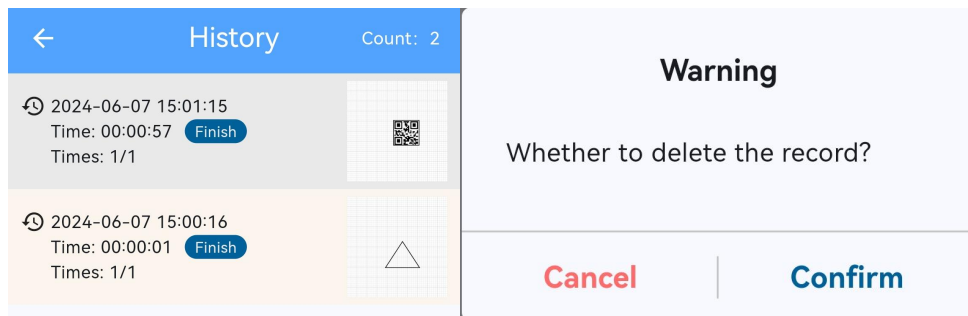 History
Count: 2
2024-06-07 15:01:15
Time: 00:00:57 Finish
Times: 1/1
2024-06-07 15:00:16
Time: 00:00:01 Finish
Times: 1/1
Warning
Whether to delete the record?
Cancel
Confirm